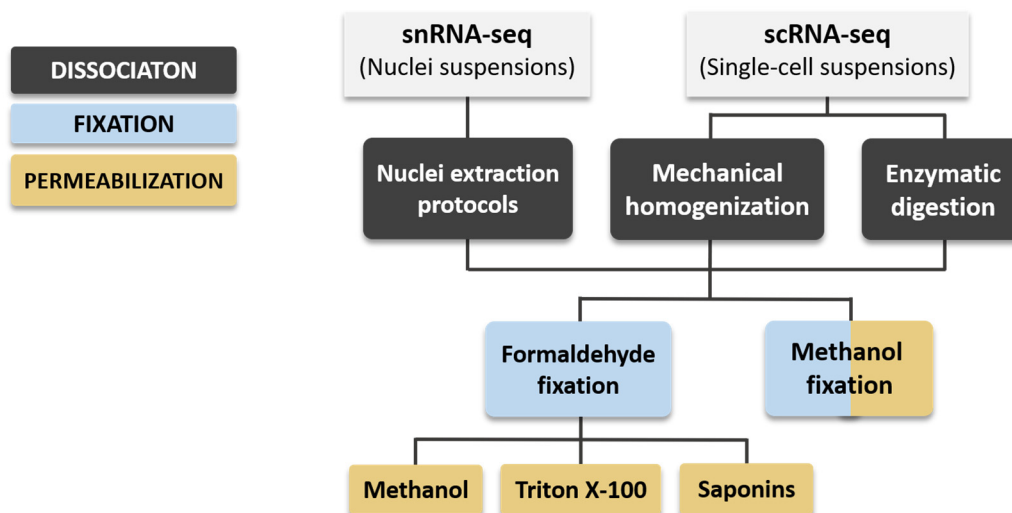 DISSOCIATON
FIXATION
PERMEABILIZATION
snRNA-seq
(Nuclei suspensions)
scRNA-seq
(Single-cell suspensions)
Nuclei extraction
protocols
Mechanical
homogenization
Enzymatic
digestion
Formaldehyde
fixation
Methanol
fixation
Methanol
Triton X-100
Saponins